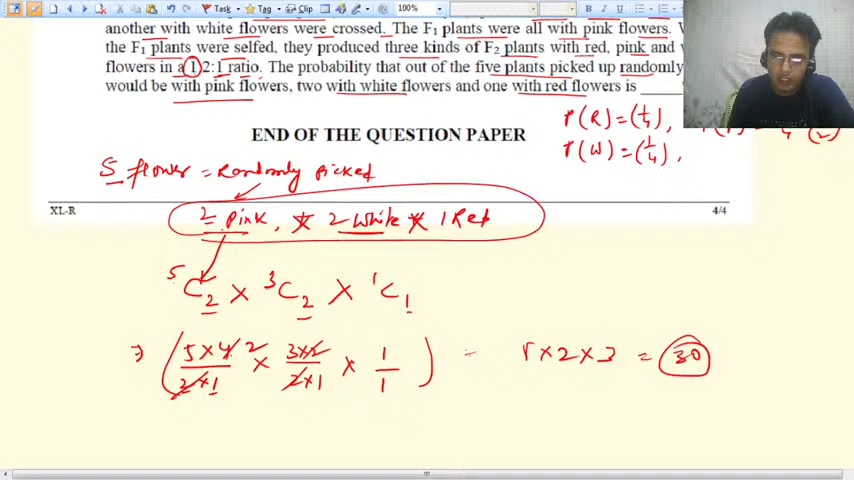 Task Tag Clip 100% B I U
another with white flowers were crossed. The F1 plants were all with pink flowers.
the F1 plants were selfed, they produced three kinds of F2 plants with red, pink and
flowers in a 1:2:1 ratio. The probability that out of the five plants picked up randomly
would be with pink flowers, two with white flowers and one with red flowers is
P(R) = (1/4),
END OF THE QUESTION PAPER
P(W) = (1/4),
5 flower = Randomly picked
XL-R 4/4
2 Pink, * 2 White * 1 Red
5C2 × 3C2 × 1C1
⇒ (5×4/2×1 2 × 3×2/2×1 × 1/1) = 5×2×3 = 30